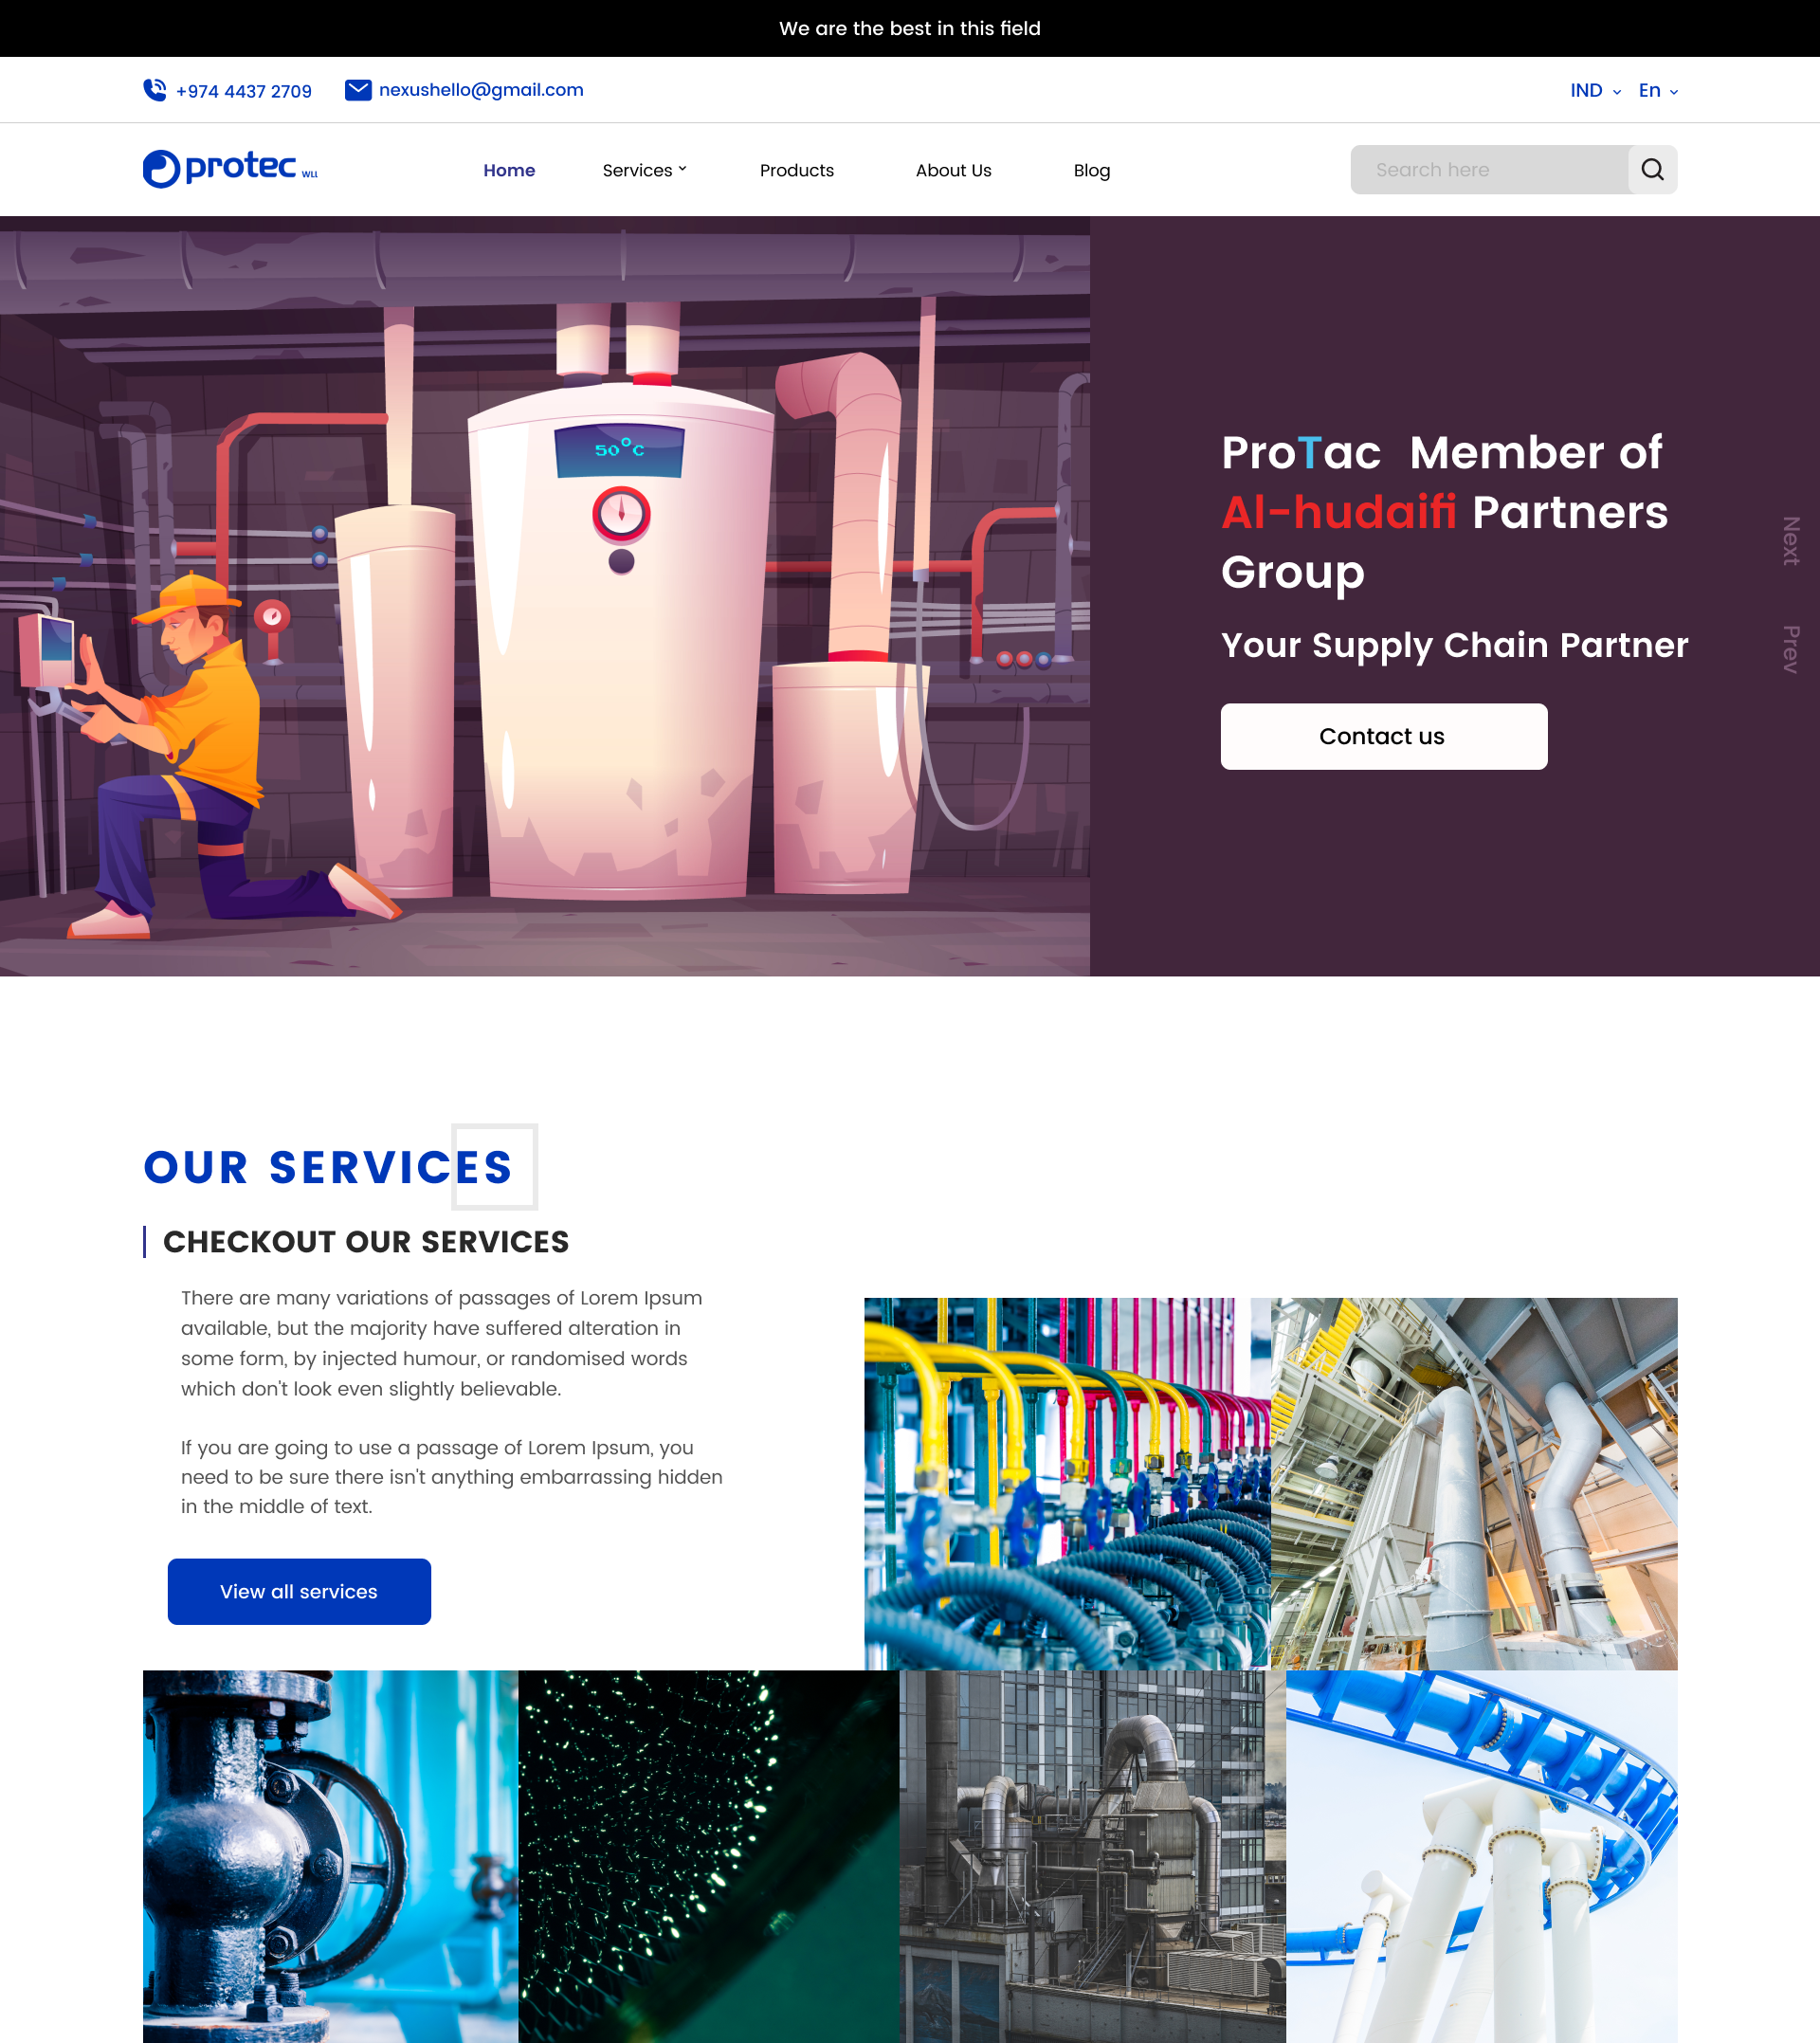 We are the best in this field
+974 4437 2709 nexushello@gmail.com IND En
protec WLL Home Services Products About Us Blog Search here
50°C
ProTac Member of
Al-hudaifi Partners
Group
Your Supply Chain Partner
Contact us
Next
Prev
OUR SERVICES
CHECKOUT OUR SERVICES
There are many variations of passages of Lorem Ipsum
available, but the majority have suffered alteration in
some form, by injected humour, or randomised words
which don't look even slightly believable.
If you are going to use a passage of Lorem Ipsum, you
need to be sure there isn't anything embarrassing hidden
in the middle of text.
View all services